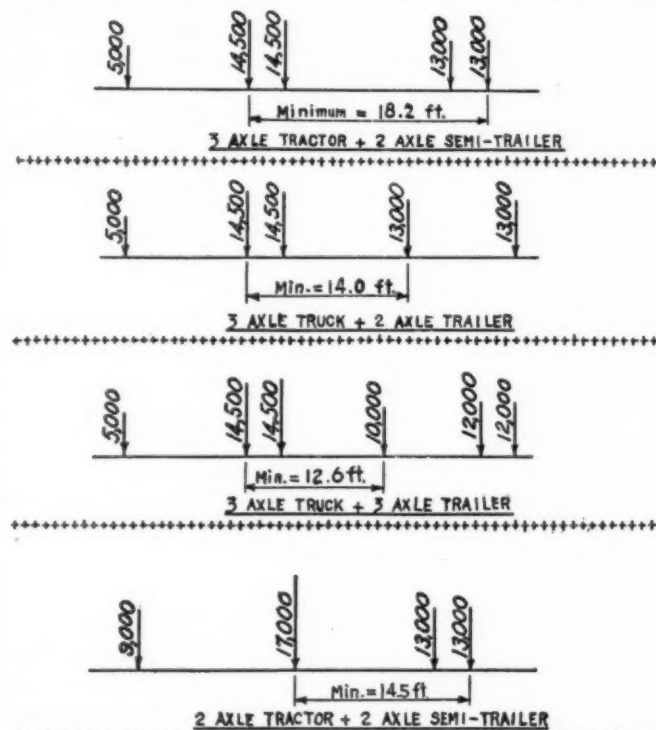 5,000 14,500 14,500 13,000 13,000
Minimum = 18.2 ft.
3 AXLE TRACTOR + 2 AXLE SEMI-TRAILER
5,000 14,500 14,500 13,000 13,000
Min. = 14.0 ft.
3 AXLE TRUCK + 2 AXLE TRAILER
5,000 14,500 14,500 10,000 12,000 12,000
Min. = 12.6 ft.
3 AXLE TRUCK + 3 AXLE TRAILER
9,000 17,000 13,000 13,000
Min. = 14.5 ft.
2 AXLE TRACTOR + 2 AXLE SEMI-TRAILER